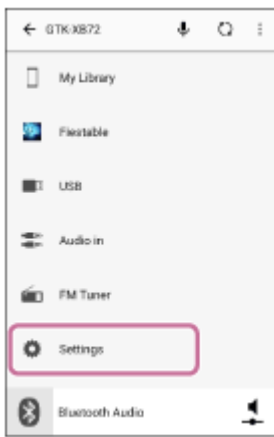 GTK-XB72
My Library
Fiestable
USB
Audio in
FM Tuner
Settings
Bluetooth Audio